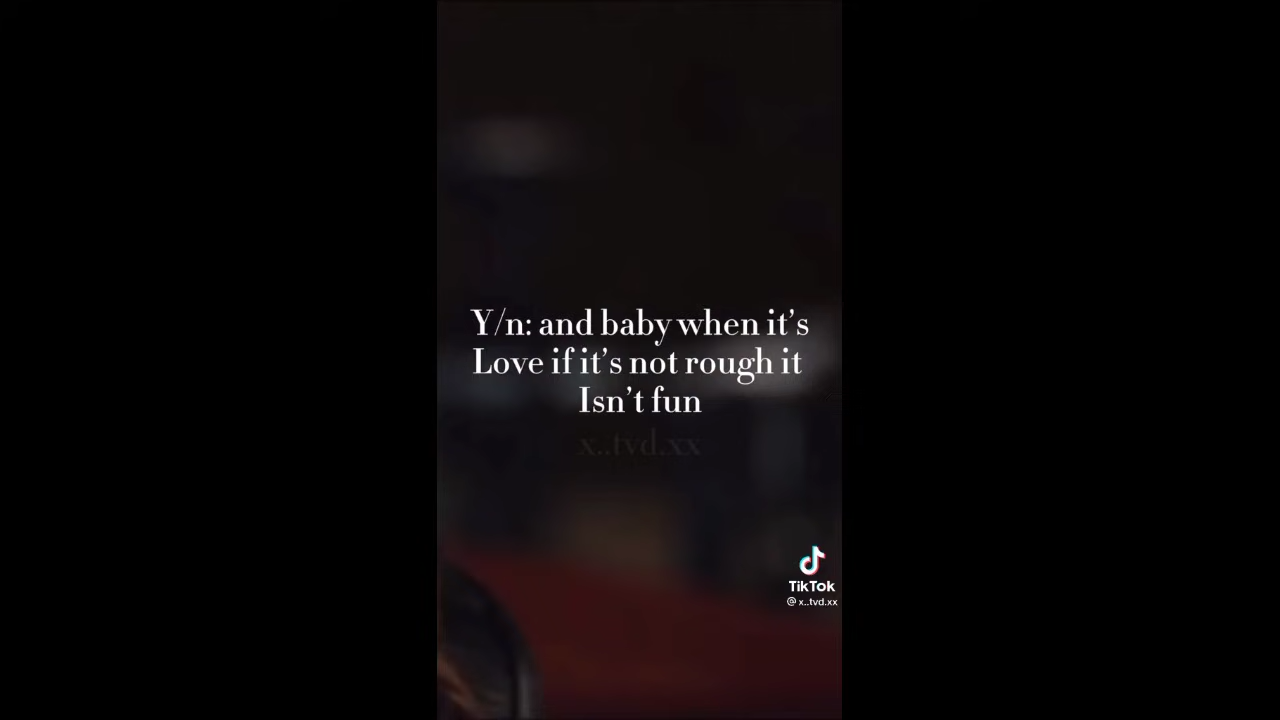 Y/n: and baby when it's
Love if it's not rough it
Isn't fun
x..tvd.xx
TikTok
@ x..tvd.xx